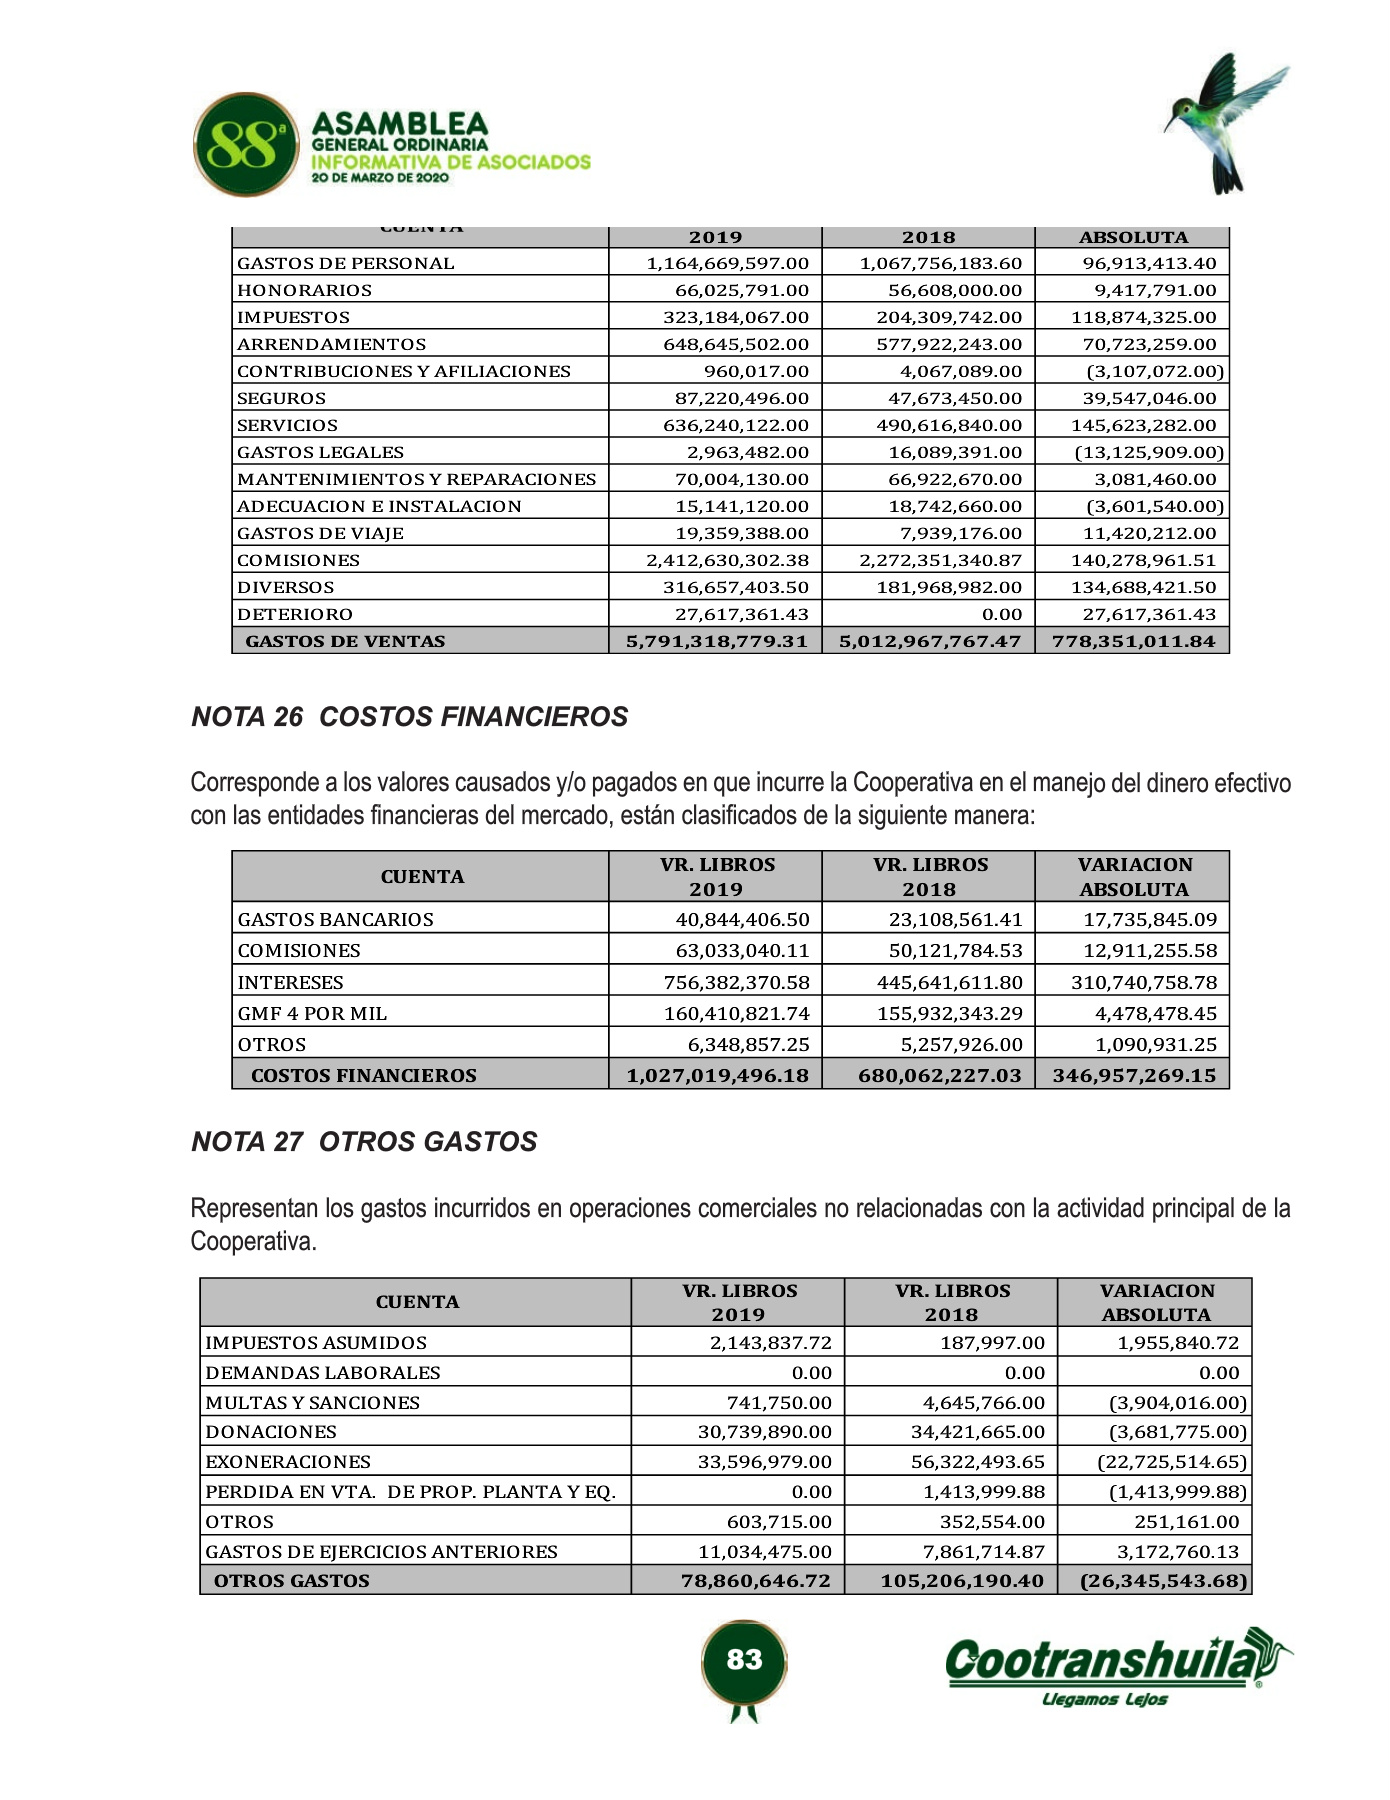 88ª
ASAMBLEA
GENERAL ORDINARIA
INFORMATIVA DE ASOCIADOS
20 DE MARZO DE 2020
CUENTA 2019 2018 ABSOLUTA
GASTOS DE PERSONAL 1,164,669,597.00 1,067,756,183.60 96,913,413.40
HONORARIOS 66,025,791.00 56,608,000.00 9,417,791.00
IMPUESTOS 323,184,067.00 204,309,742.00 118,874,325.00
ARRENDAMIENTOS 648,645,502.00 577,922,243.00 70,723,259.00
CONTRIBUCIONES Y AFILIACIONES 960,017.00 4,067,089.00 (3,107,072.00)
SEGUROS 87,220,496.00 47,673,450.00 39,547,046.00
SERVICIOS 636,240,122.00 490,616,840.00 145,623,282.00
GASTOS LEGALES 2,963,482.00 16,089,391.00 (13,125,909.00)
MANTENIMIENTOS Y REPARACIONES 70,004,130.00 66,922,670.00 3,081,460.00
ADECUACION E INSTALACION 15,141,120.00 18,742,660.00 (3,601,540.00)
GASTOS DE VIAJE 19,359,388.00 7,939,176.00 11,420,212.00
COMISIONES 2,412,630,302.38 2,272,351,340.87 140,278,961.51
DIVERSOS 316,657,403.50 181,968,982.00 134,688,421.50
DETERIORO 27,617,361.43 0.00 27,617,361.43
GASTOS DE VENTAS 5,791,318,779.31 5,012,967,767.47 778,351,011.84
NOTA 26 COSTOS FINANCIEROS
Corresponde a los valores causados y/o pagados en que incurre la Cooperativa en el manejo del dinero efectivo
con las entidades financieras del mercado, están clasificados de la siguiente manera:
CUENTA VR. LIBROS 2019 VR. LIBROS 2018 VARIACION ABSOLUTA
GASTOS BANCARIOS 40,844,406.50 23,108,561.41 17,735,845.09
COMISIONES 63,033,040.11 50,121,784.53 12,911,255.58
INTERESES 756,382,370.58 445,641,611.80 310,740,758.78
GMF 4 POR MIL 160,410,821.74 155,932,343.29 4,478,478.45
OTROS 6,348,857.25 5,257,926.00 1,090,931.25
COSTOS FINANCIEROS 1,027,019,496.18 680,062,227.03 346,957,269.15
NOTA 27 OTROS GASTOS
Representan los gastos incurridos en operaciones comerciales no relacionadas con la actividad principal de la
Cooperativa.
CUENTA VR. LIBROS 2019 VR. LIBROS 2018 VARIACION ABSOLUTA
IMPUESTOS ASUMIDOS 2,143,837.72 187,997.00 1,955,840.72
DEMANDAS LABORALES 0.00 0.00 0.00
MULTAS Y SANCIONES 741,750.00 4,645,766.00 (3,904,016.00)
DONACIONES 30,739,890.00 34,421,665.00 (3,681,775.00)
EXONERACIONES 33,596,979.00 56,322,493.65 (22,725,514.65)
PERDIDA EN VTA. DE PROP. PLANTA Y EQ. 0.00 1,413,999.88 (1,413,999.88)
OTROS 603,715.00 352,554.00 251,161.00
GASTOS DE EJERCICIOS ANTERIORES 11,034,475.00 7,861,714.87 3,172,760.13
OTROS GASTOS 78,860,646.72 105,206,190.40 (26,345,543.68)
83
Cootranshuila®
Llegamos Lejos